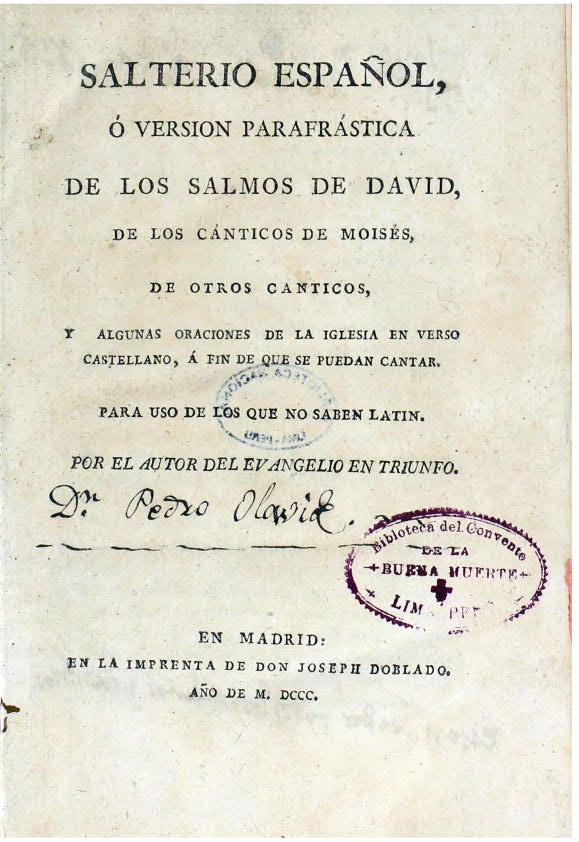 SALTERIO ESPAÑOL,
Ó VERSION PARAFRÁSTICA
DE LOS SALMOS DE DAVID,
DE LOS CÁNTICOS DE MOISÉS,
DE OTROS CANTICOS,
Y ALGUNAS ORACIONES DE LA IGLESIA EN VERSO
CASTELLANO, Á FIN DE QUE SE PUEDAN CANTAR.
PARA USO DE LOS QUE NO SABEN LATIN.
POR EL AUTOR DEL EVANGELIO EN TRIUNFO.
Dn Pedro Olavide.
Biblioteca del Convento
DE LA
BUENA MUERTE
LIMA PERÚ
EN MADRID:
EN LA IMPRENTA DE DON JOSEPH DOBLADO.
AÑO DE M. DCCC.